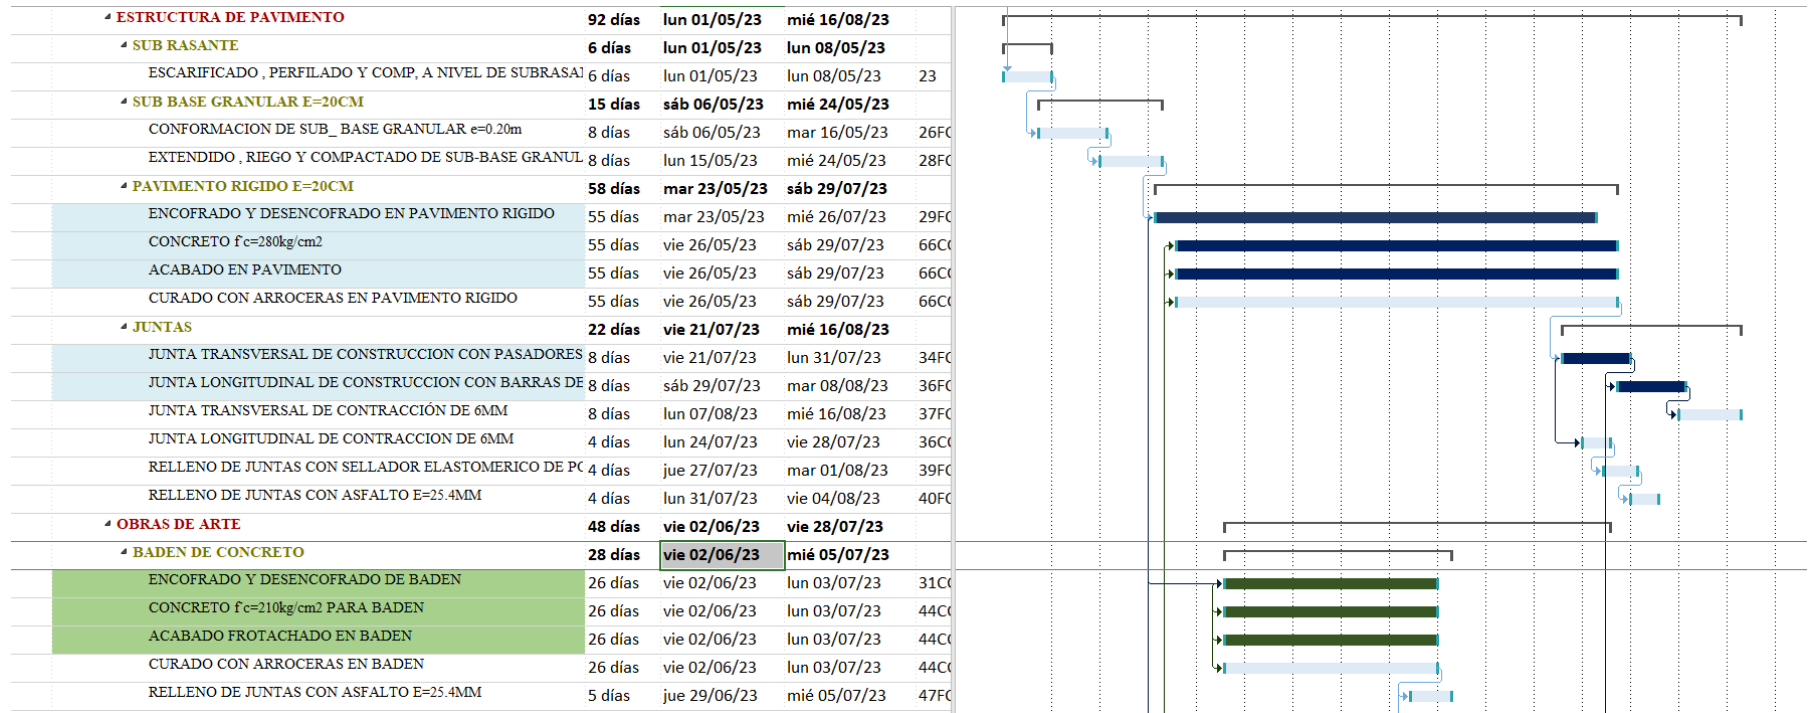 ESTRUCTURA DE PAVIMENTO 92 días lun 01/05/23 mié 16/08/23
SUB RASANTE 6 días lun 01/05/23 lun 08/05/23
ESCARIFICADO , PERFILADO Y COMP, A NIVEL DE SUBRASA 6 días lun 01/05/23 lun 08/05/23 23
SUB BASE GRANULAR E=20CM 15 días sáb 06/05/23 mié 24/05/23
CONFORMACION DE SUB_ BASE GRANULAR e=0.20m 8 días sáb 06/05/23 mar 16/05/23 26FC
EXTENDIDO , RIEGO Y COMPACTADO DE SUB-BASE GRANUL 8 días lun 15/05/23 mié 24/05/23 28FC
PAVIMENTO RIGIDO E=20CM 58 días mar 23/05/23 sáb 29/07/23
ENCOFRADO Y DESENCOFRADO EN PAVIMENTO RIGIDO 55 días mar 23/05/23 mié 26/07/23 29FC
CONCRETO f'c=280kg/cm2 55 días vie 26/05/23 sáb 29/07/23 66CC
ACABADO EN PAVIMENTO 55 días vie 26/05/23 sáb 29/07/23 66CC
CURADO CON ARROCERAS EN PAVIMENTO RIGIDO 55 días vie 26/05/23 sáb 29/07/23 66CC
JUNTAS 22 días vie 21/07/23 mié 16/08/23
JUNTA TRANSVERSAL DE CONSTRUCCION CON PASADORES 8 días vie 21/07/23 lun 31/07/23 34FC
JUNTA LONGITUDINAL DE CONSTRUCCION CON BARRAS DE 8 días sáb 29/07/23 mar 08/08/23 36FC
JUNTA TRANSVERSAL DE CONTRACCIÓN DE 6MM 8 días lun 07/08/23 mié 16/08/23 37FC
JUNTA LONGITUDINAL DE CONTRACCION DE 6MM 4 días lun 24/07/23 vie 28/07/23 36CC
RELLENO DE JUNTAS CON SELLADOR ELASTOMERICO DE PC 4 días jue 27/07/23 mar 01/08/23 39FC
RELLENO DE JUNTAS CON ASFALTO E=25.4MM 4 días lun 31/07/23 vie 04/08/23 40FC
OBRAS DE ARTE 48 días vie 02/06/23 vie 28/07/23
BADEN DE CONCRETO 28 días vie 02/06/23 mié 05/07/23
ENCOFRADO Y DESENCOFRADO DE BADEN 26 días vie 02/06/23 lun 03/07/23 31CC
CONCRETO f'c=210kg/cm2 PARA BADEN 26 días vie 02/06/23 lun 03/07/23 44CC
ACABADO FROTACHADO EN BADEN 26 días vie 02/06/23 lun 03/07/23 44CC
CURADO CON ARROCERAS EN BADEN 26 días vie 02/06/23 lun 03/07/23 44CC
RELLENO DE JUNTAS CON ASFALTO E=25.4MM 5 días jue 29/06/23 mié 05/07/23 47FC